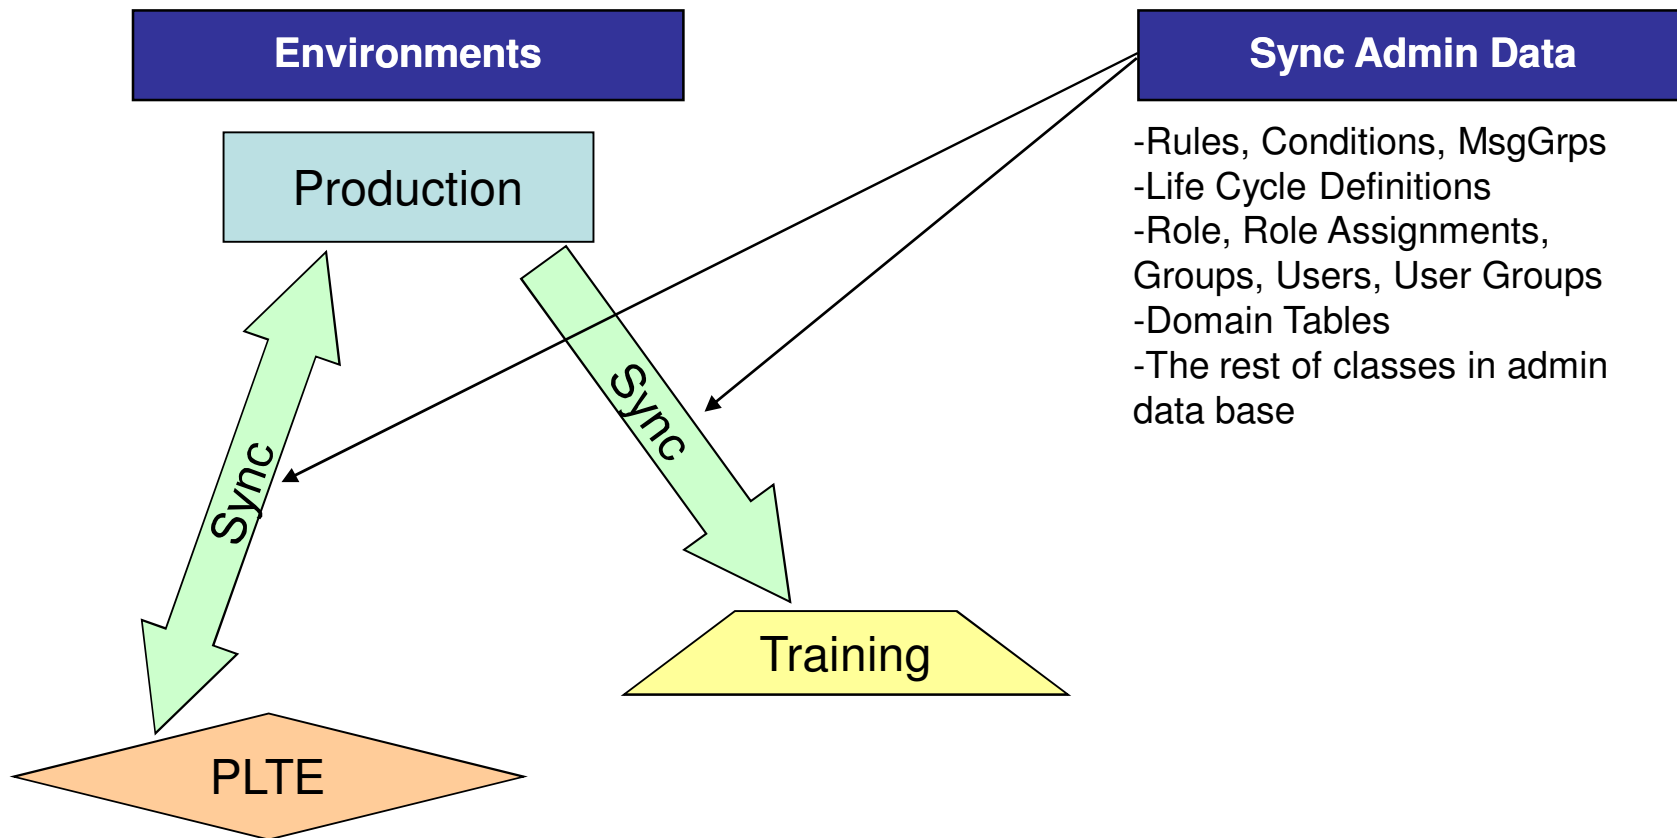 Environments
Sync Admin Data
Production
-Rules, Conditions, MsgGrps
-Life Cycle Definitions
-Role, Role Assignments,
Groups, Users, User Groups
-Domain Tables
-The rest of classes in admin
data base
Sync
Sync
Training
PLTE